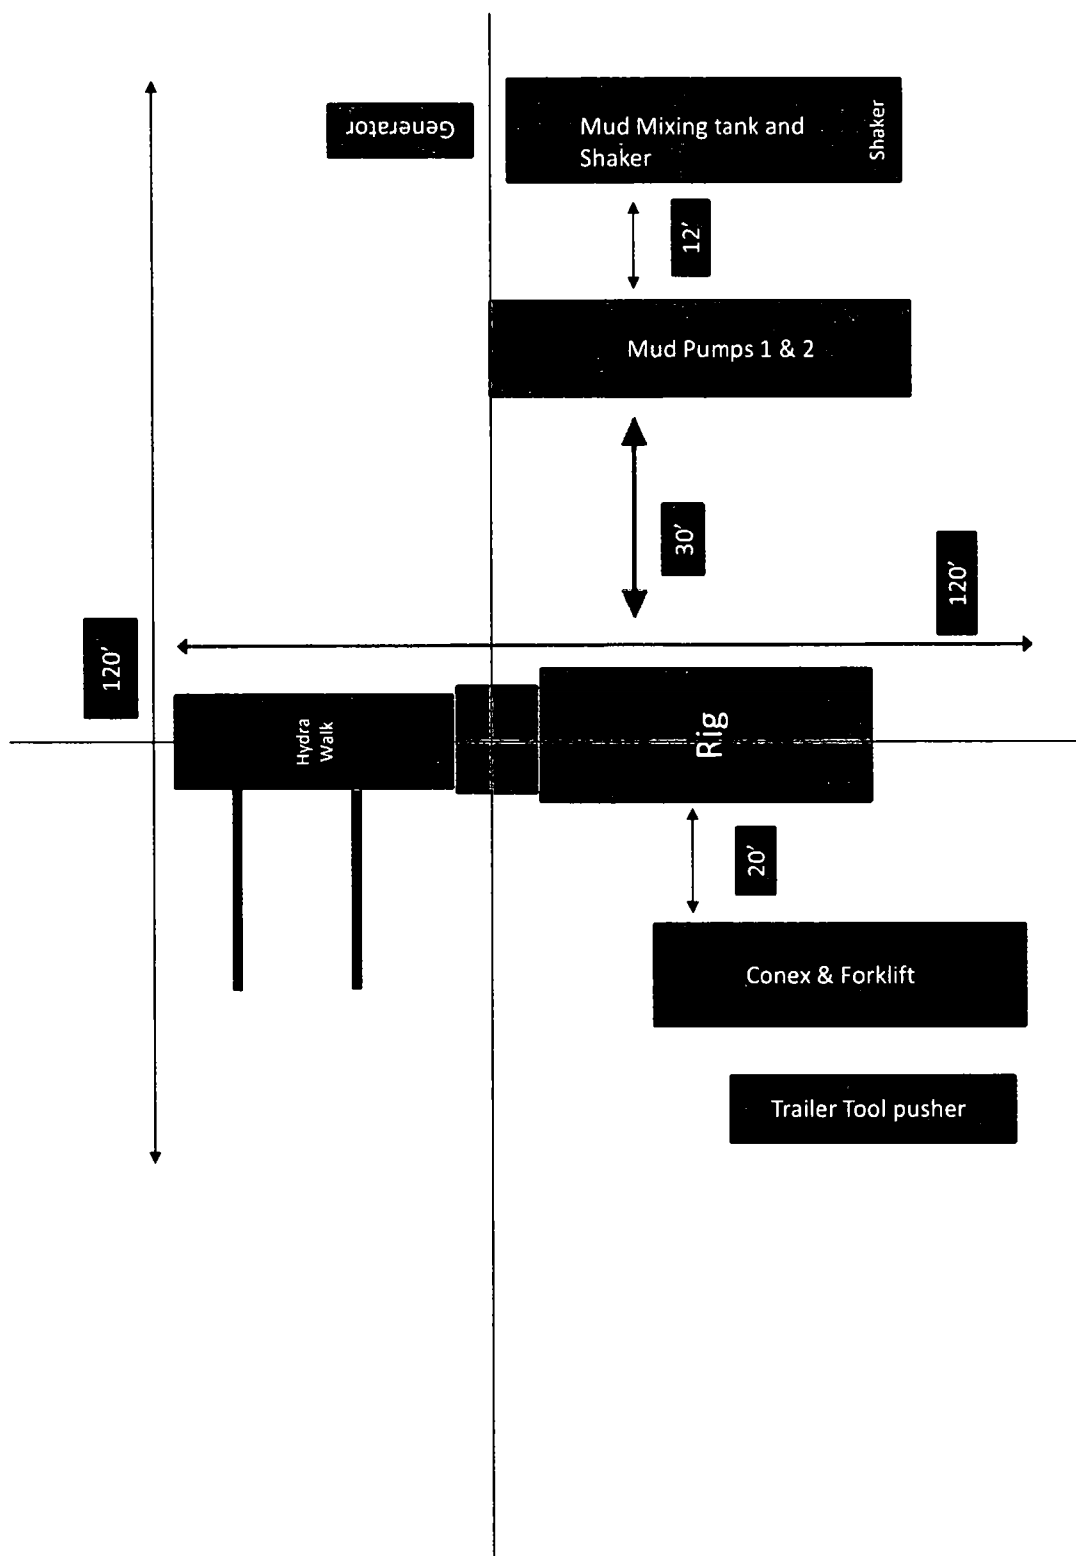 Generator
Mud Mixing tank and
Shaker
Shaker
12'
Mud Pumps 1 & 2
30'
120'
120'
Hydra
Walk
Rig
20'
Conex & Forklift
Trailer Tool pusher